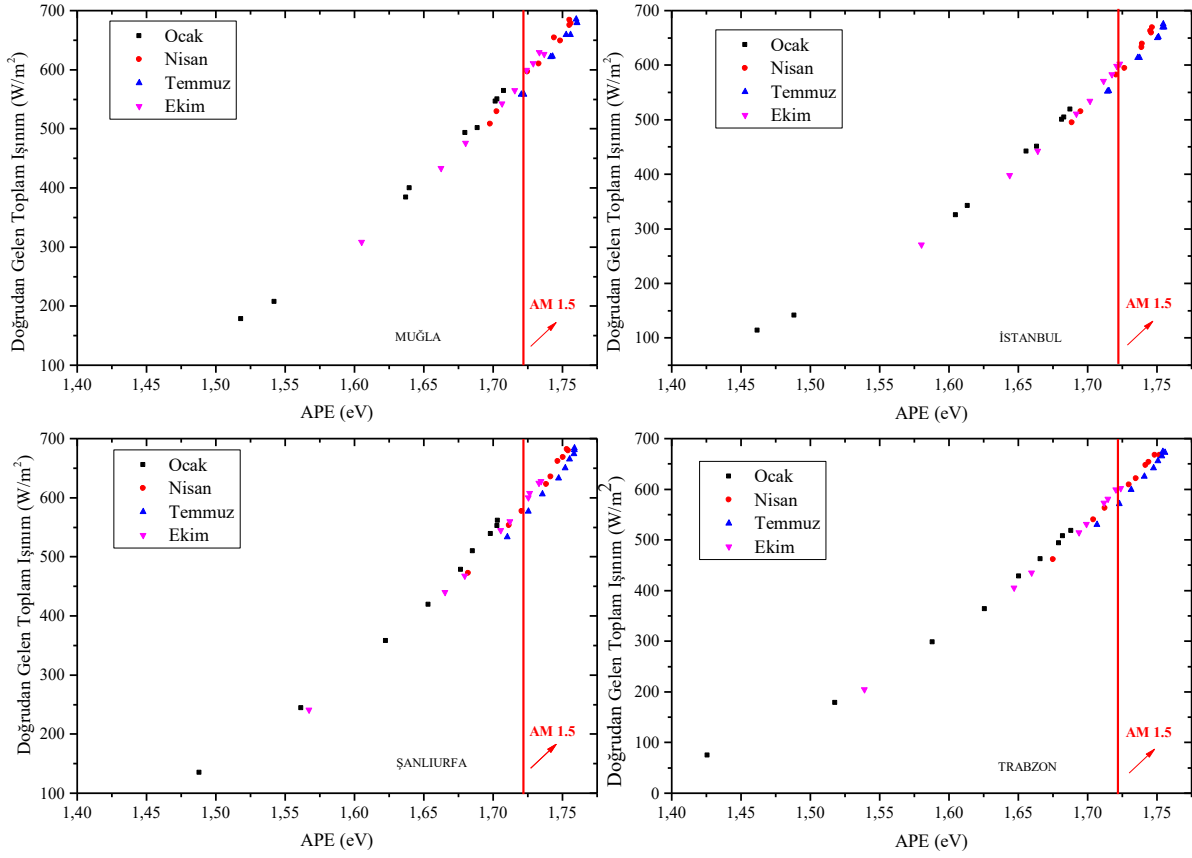 Doğrudan Gelen Toplam Işınım (W/m²)
700
600
500
400
300
200
100
Ocak
Nisan
Temmuz
Ekim
AM 1.5
MUĞLA
1,40 1,45 1,50 1,55 1,60 1,65 1,70 1,75
APE (eV)
Doğrudan Gelen Toplam Işınım (W/m²)
700
600
500
400
300
200
100
Ocak
Nisan
Temmuz
Ekim
AM 1.5
İSTANBUL
1,40 1,45 1,50 1,55 1,60 1,65 1,70 1,75
APE (eV)
Doğrudan Gelen Toplam Işınım (W/m²)
700
600
500
400
300
200
100
Ocak
Nisan
Temmuz
Ekim
AM 1.5
ŞANLIURFA
1,40 1,45 1,50 1,55 1,60 1,65 1,70 1,75
APE (eV)
Doğrudan Gelen Toplam Işınım (W/m²)
700
600
500
400
300
200
100
0
Ocak
Nisan
Temmuz
Ekim
AM 1.5
TRABZON
1,40 1,45 1,50 1,55 1,60 1,65 1,70 1,75
APE (eV)